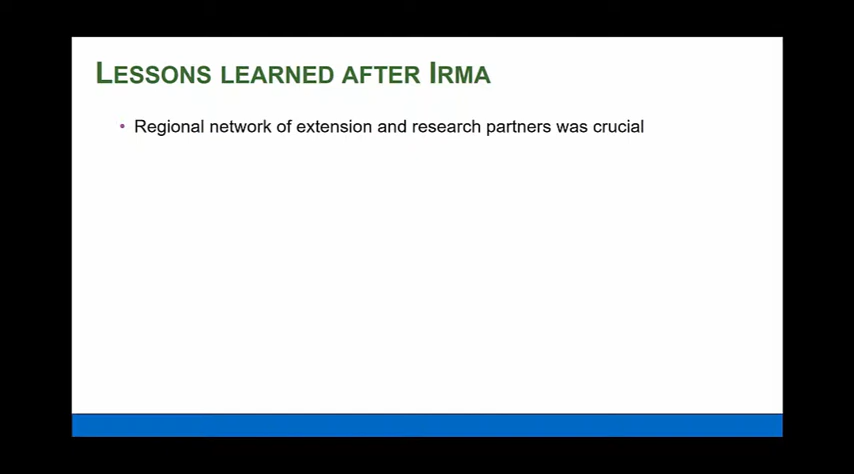 LESSONS LEARNED AFTER IRMA
• Regional network of extension and research partners was crucial